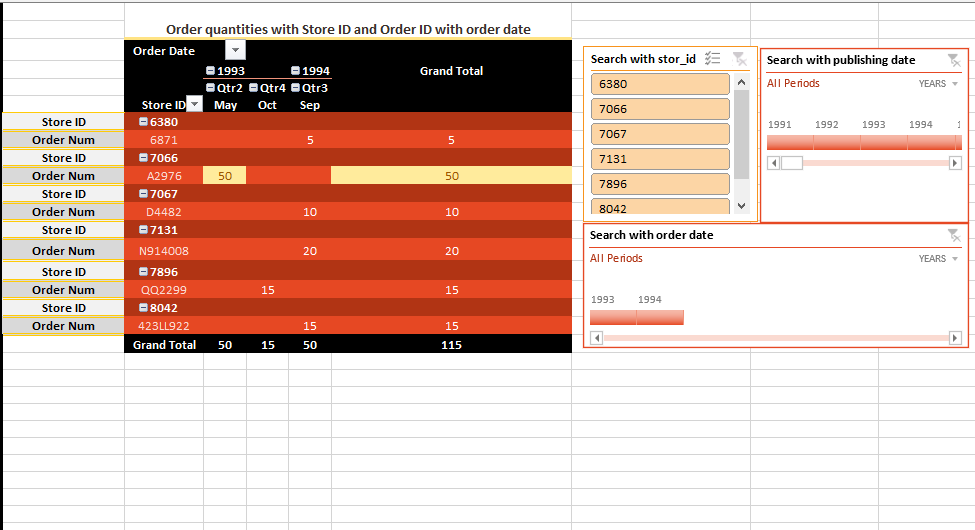 Order quantities with Store ID and Order ID with order date
Order Date
1993 1994 Grand Total
Qtr2 Qtr4 Qtr3
Store ID May Oct Sep
Store ID 6380
Order Num 6871 5 5
Store ID 7066
Order Num A2976 50 50
Store ID 7067
Order Num D4482 10 10
Store ID 7131
Order Num N914008 20 20
Store ID 7896
Order Num QQ2299 15 15
Store ID 8042
Order Num 423LL922 15 15
Grand Total 50 15 50 115
Search with stor_id
6380
7066
7067
7131
7896
8042
Search with publishing date
All Periods YEARS
1991 1992 1993 1994
Search with order date
All Periods YEARS
1993 1994